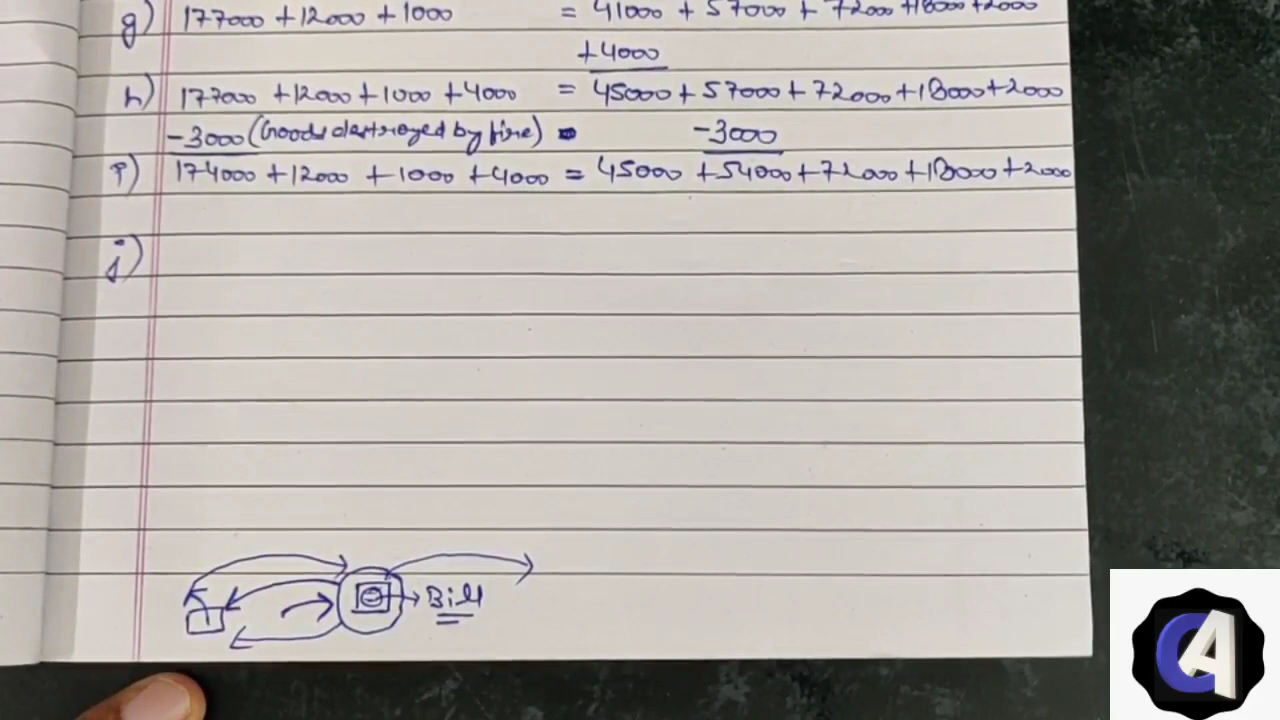 g) 177000 + 12000 + 1000 = 41000 + 57000 + 72000 + 18000 + 2000
+4000
h) 177000 + 12000 + 1000 + 4000 = 45000 + 57000 + 72000 + 18000 + 2000
-3000 (Goods destroyed by fire) = -3000
i) 174000 + 12000 + 1000 + 4000 = 45000 + 54000 + 72000 + 18000 + 2000
j)
Bill
CA